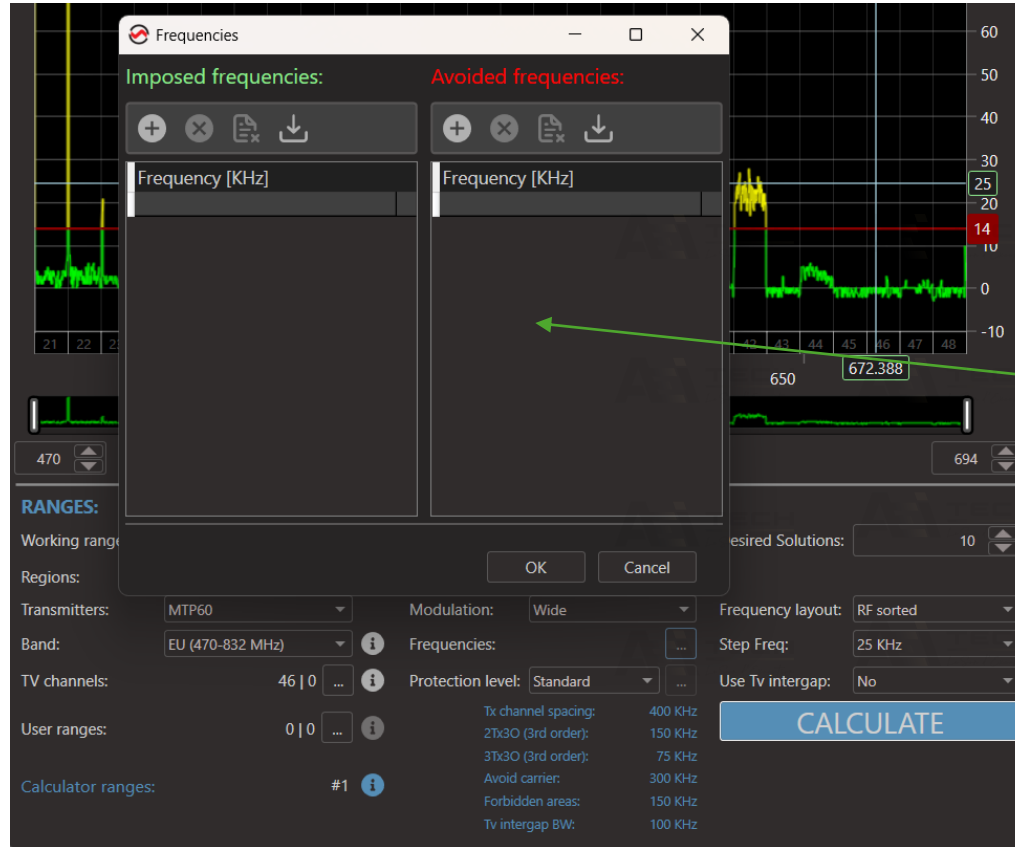 Frequencies
Imposed frequencies:
Avoided frequencies:
Frequency [KHz]
Frequency [KHz]
60
50
40
30
25
20
14
10
0
-10
21 22
42 43 44 45 46 47 48
650
672.388
470
694
OK
Cancel
RANGES:
Working range
Desired Solutions: 10
Regions:
Transmitters: MTP60
Modulation: Wide
Frequency layout: RF sorted
Band: EU (470-832 MHz)
Frequencies: ...
Step Freq: 25 KHz
TV channels: 46 | 0 ...
Protection level: Standard ...
Use Tv intergap: No
User ranges: 0 | 0 ...
Tx channel spacing: 400 KHz
2Tx3O (3rd order): 150 KHz
3Tx3O (3rd order): 75 KHz
Avoid carrier: 300 KHz
Forbidden areas: 150 KHz
Tv intergap BW: 100 KHz
CALCULATE
Calculator ranges: #1